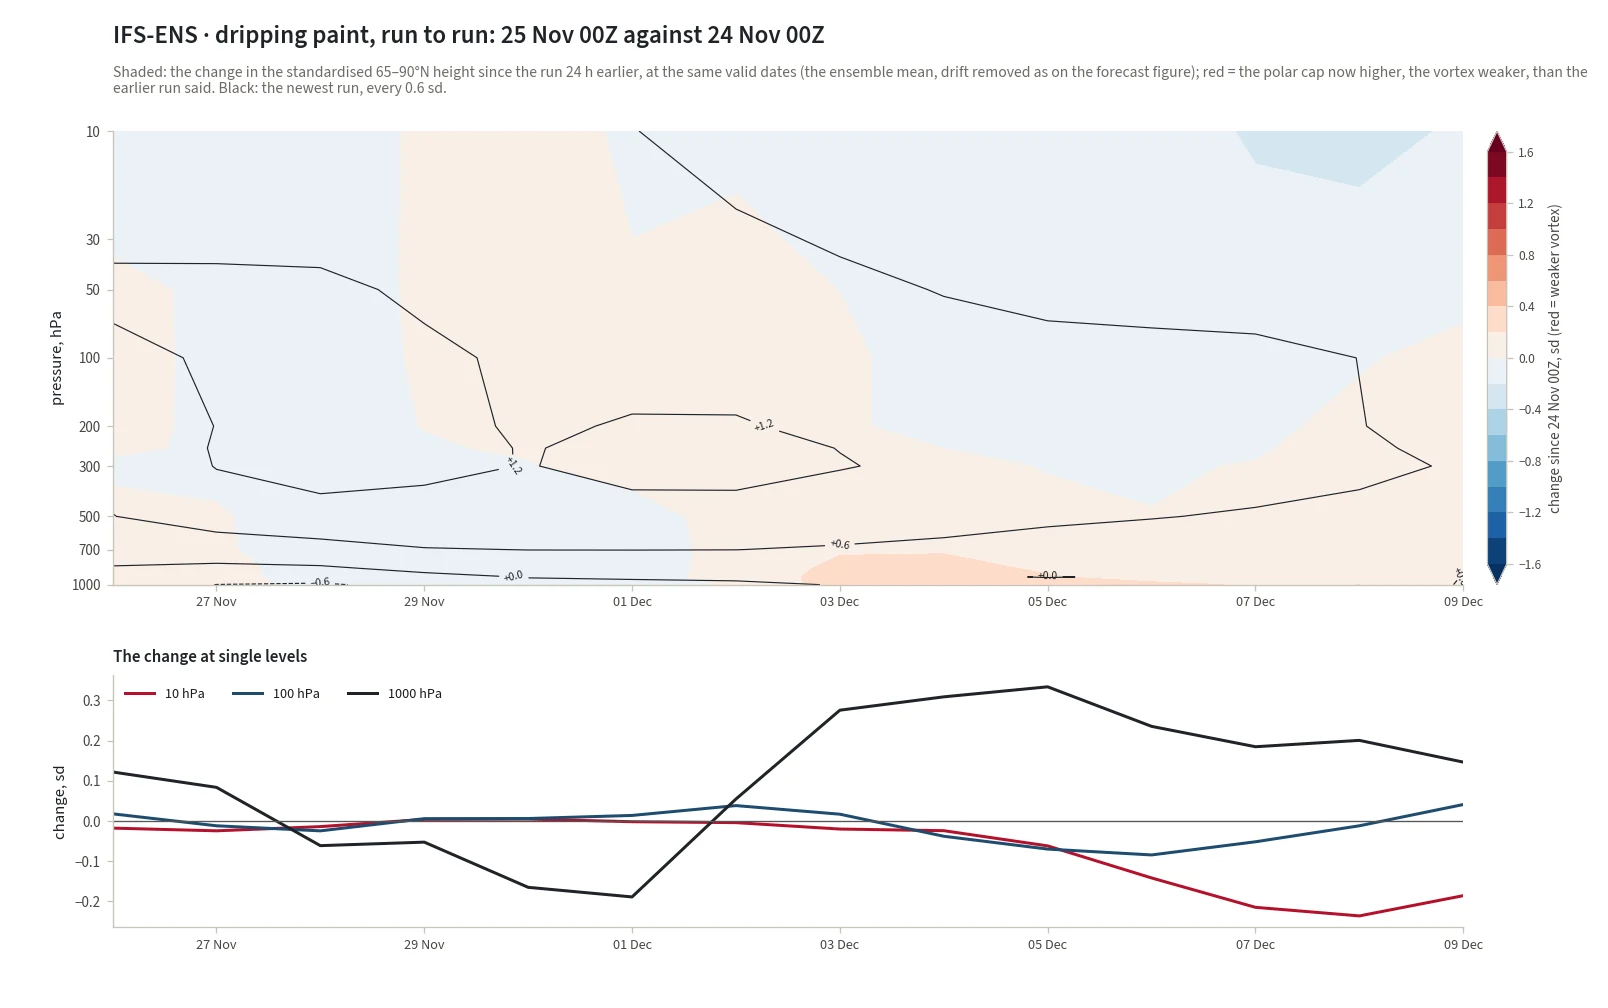 IFS-ENS · dripping paint, run to run: 25 Nov 00Z against 24 Nov 00Z
Shaded: the change in the standardised 65–90°N height since the run 24 h earlier, at the same valid dates (the ensemble mean, drift removed as on the forecast figure); red = the polar cap now higher, the vortex weaker, than the
earlier run said. Black: the newest run, every 0.6 sd.
pressure, hPa
10
30
50
100
200
300
500
700
1000
+1.2
+1.2
+0.6
+0.0
−0.6
+0.0
27 Nov
29 Nov
01 Dec
03 Dec
05 Dec
07 Dec
09 Dec
1.6
1.2
0.8
0.4
0.0
−0.4
−0.8
−1.2
−1.6
change since 24 Nov 00Z, sd (red = weaker vortex)
The change at single levels
10 hPa
100 hPa
1000 hPa
change, sd
0.3
0.2
0.1
0.0
−0.1
−0.2
27 Nov
29 Nov
01 Dec
03 Dec
05 Dec
07 Dec
09 Dec